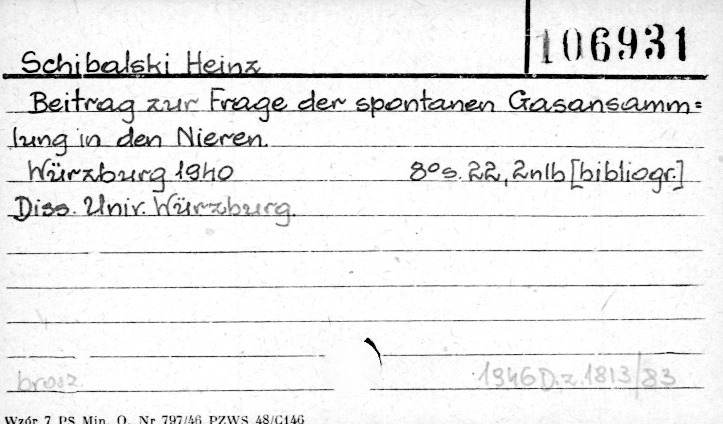 106931
Schibalski Heinz
Beitrag zur Frage der spontanen Gasansamm=
lung in den Nieren.
Würzburg 1940 8° s. 22, 2nlb [bibliogr.]
Diss. Univ. Würzburg.
brosz. 1946 D.z. 1813/83
Wzór 7 PS Min. O. Nr 797/46 PZWS 48/C146